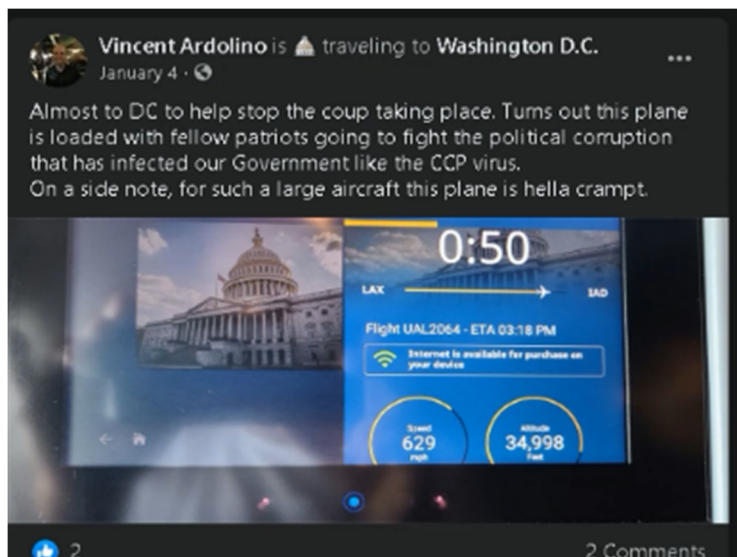 Vincent Ardolino is traveling to Washington D.C.
January 4 ·
Almost to DC to help stop the coup taking place. Turns out this plane
is loaded with fellow patriots going to fight the political corruption
that has infected our Government like the CCP virus.
On a side note, for such a large aircraft this plane is hella crampt.
0:50
LAX
IAD
Flight UAL2064 - ETA 03:18 PM
Internet is available for purchase on
your device
Speed
629
mph
Altitude
34,998
Feet
2
2 Comments